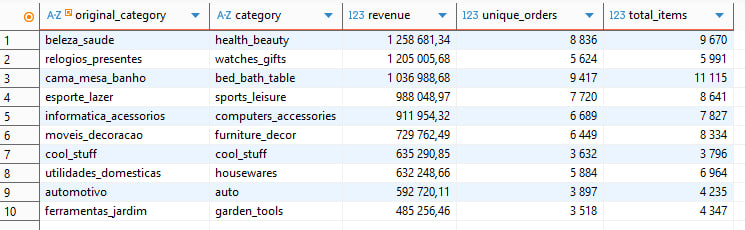 A-Z original_category A-Z category 123 revenue 123 unique_orders 123 total_items
1 beleza_saude health_beauty 1 258 681,34 8 836 9 670
2 relogios_presentes watches_gifts 1 205 005,68 5 624 5 991
3 cama_mesa_banho bed_bath_table 1 036 988,68 9 417 11 115
4 esporte_lazer sports_leisure 988 048,97 7 720 8 641
5 informatica_acessorios computers_accessories 911 954,32 6 689 7 827
6 moveis_decoracao furniture_decor 729 762,49 6 449 8 334
7 cool_stuff cool_stuff 635 290,85 3 632 3 796
8 utilidades_domesticas housewares 632 248,66 5 884 6 964
9 automotivo auto 592 720,11 3 897 4 235
10 ferramentas_jardim garden_tools 485 256,46 3 518 4 347